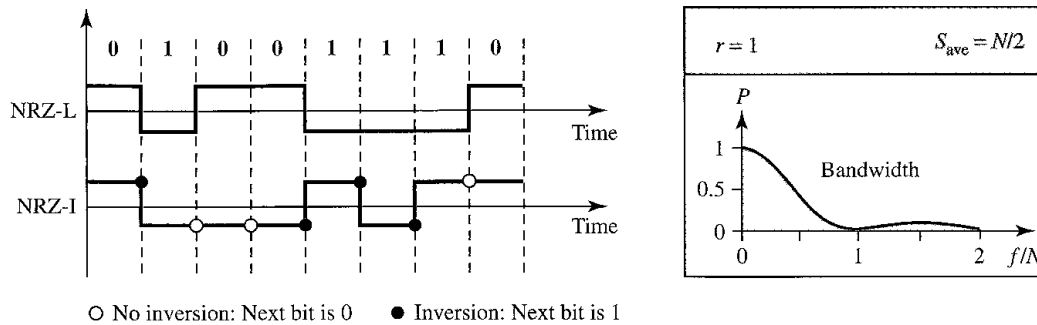 0 1 0 0 1 1 1 0
NRZ-L
Time
NRZ-I
Time
○ No inversion: Next bit is 0 ● Inversion: Next bit is 1
r = 1 S_ave = N/2
P
1
Bandwidth
0.5
0
0 1 2 f/N